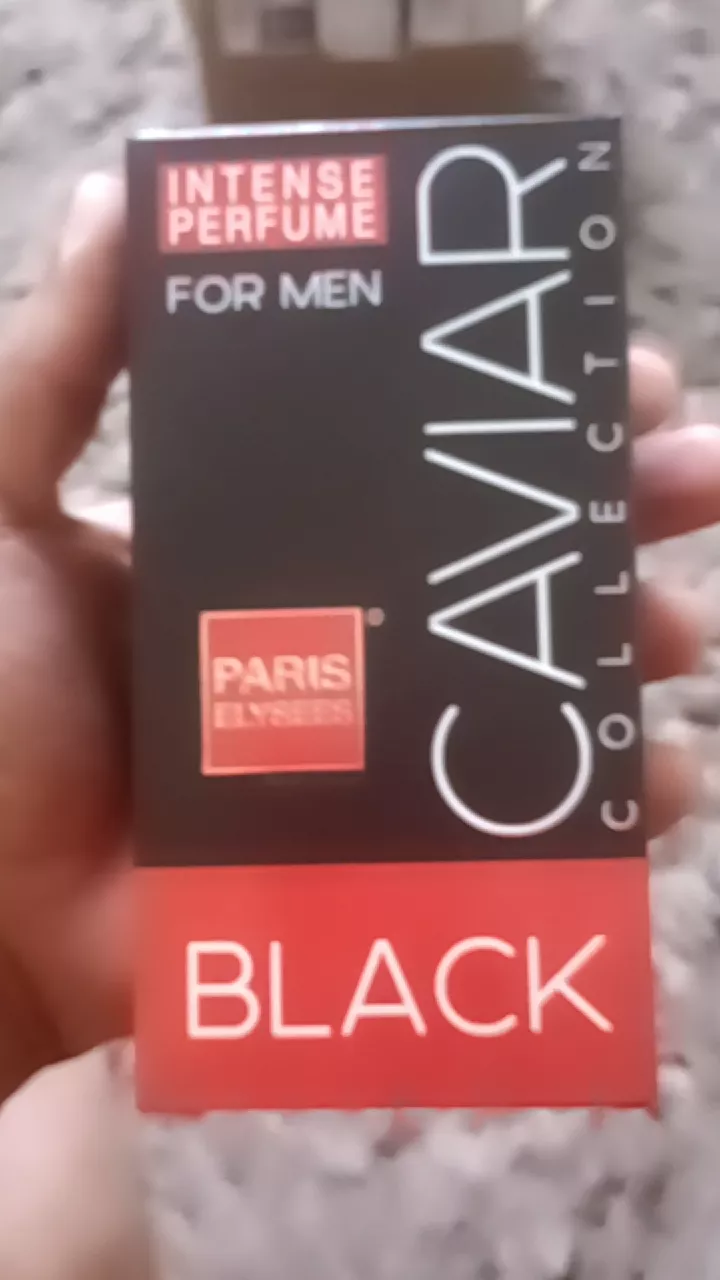 INTENSE
PERFUME
FOR MEN
CAVIAR
COLLECTION
PARIS
ELYSEES
BLACK